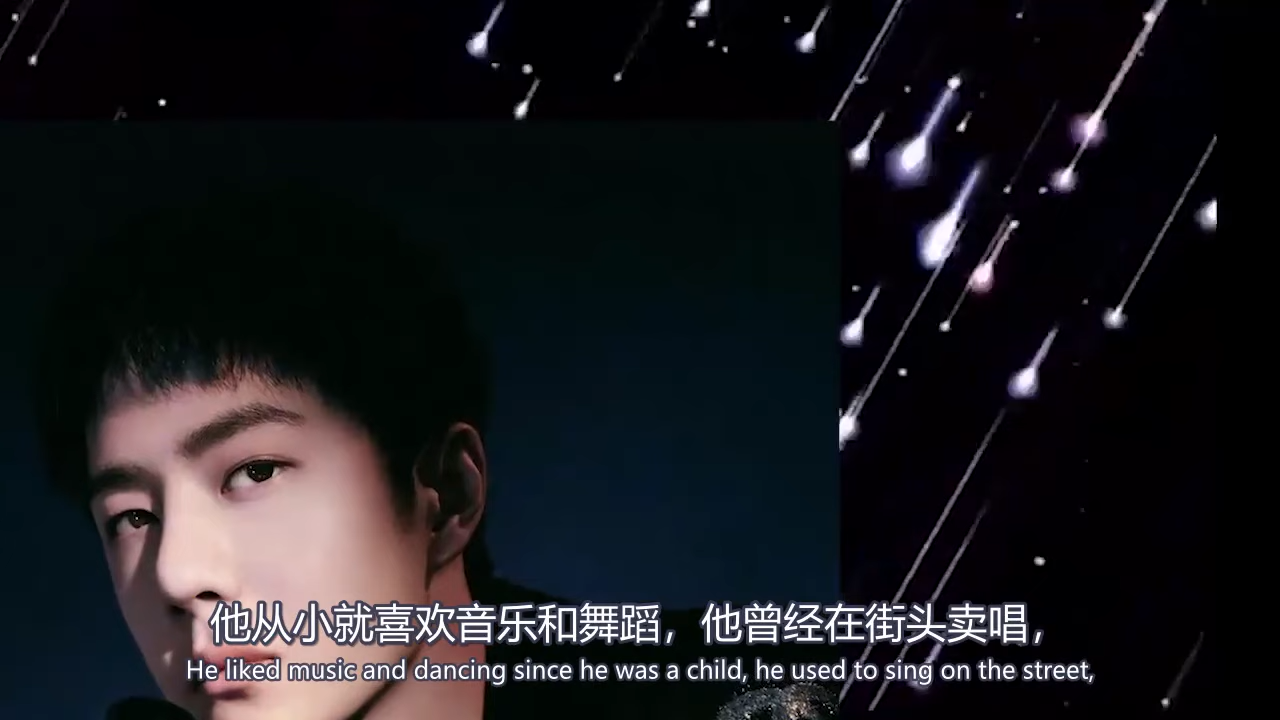 他从小就喜欢音乐和舞蹈，他曾经在街头卖唱，
He liked music and dancing since he was a child, he used to sing on the street,